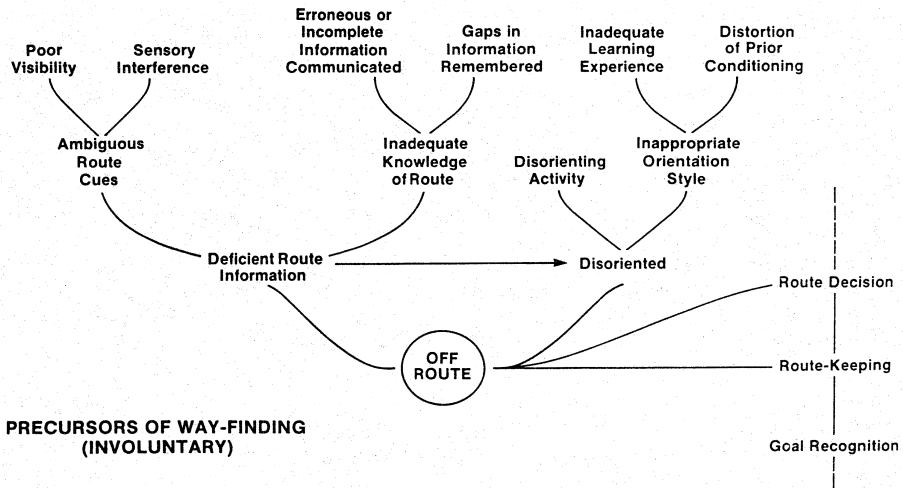 Poor
Visibility
Sensory
Interference
Erroneous or
Incomplete
Information
Communicated
Gaps in
Information
Remembered
Inadequate
Learning
Experience
Distortion
of Prior
Conditioning
Ambiguous
Route
Cues
Inadequate
Knowledge
of Route
Disorienting
Activity
Inappropriate
Orientation
Style
Deficient Route
Information
Disoriented
Route Decision
OFF
ROUTE
Route-Keeping
PRECURSORS OF WAY-FINDING
(INVOLUNTARY)
Goal Recognition